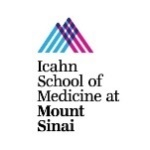 Icahn
School of
Medicine at
Mount
Sinai